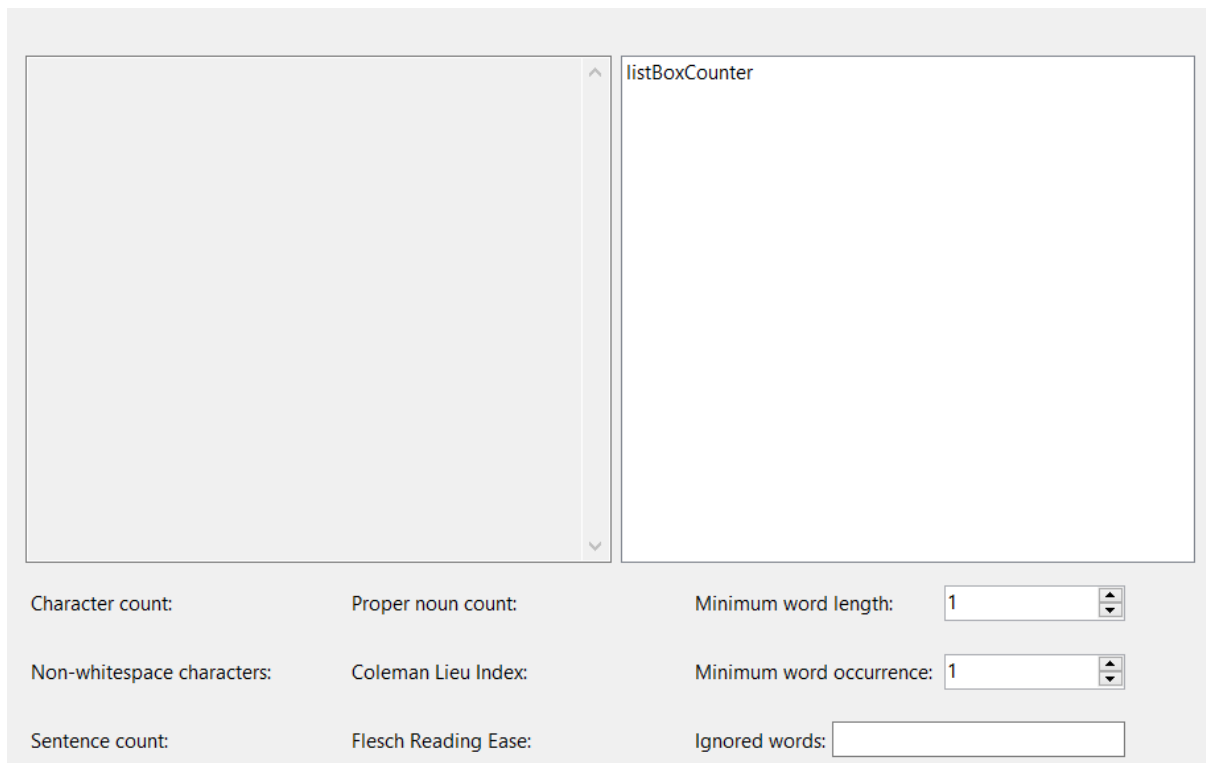 listBoxCounter
Character count: Proper noun count: Minimum word length: 1
Non-whitespace characters: Coleman Lieu Index: Minimum word occurrence: 1
Sentence count: Flesch Reading Ease: Ignored words: